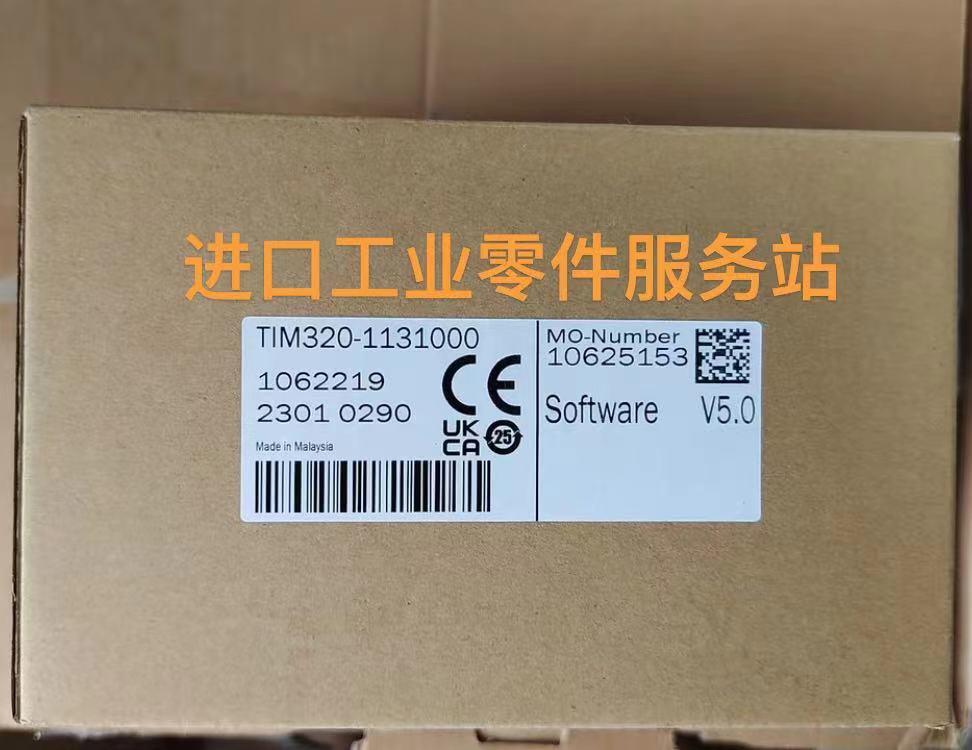 进口工业零件服务站
TIM320-1131000
1062219
2301 0290
Made in Malaysia
CE
UK
CA
25
MO-Number
10625153
Software V5.0